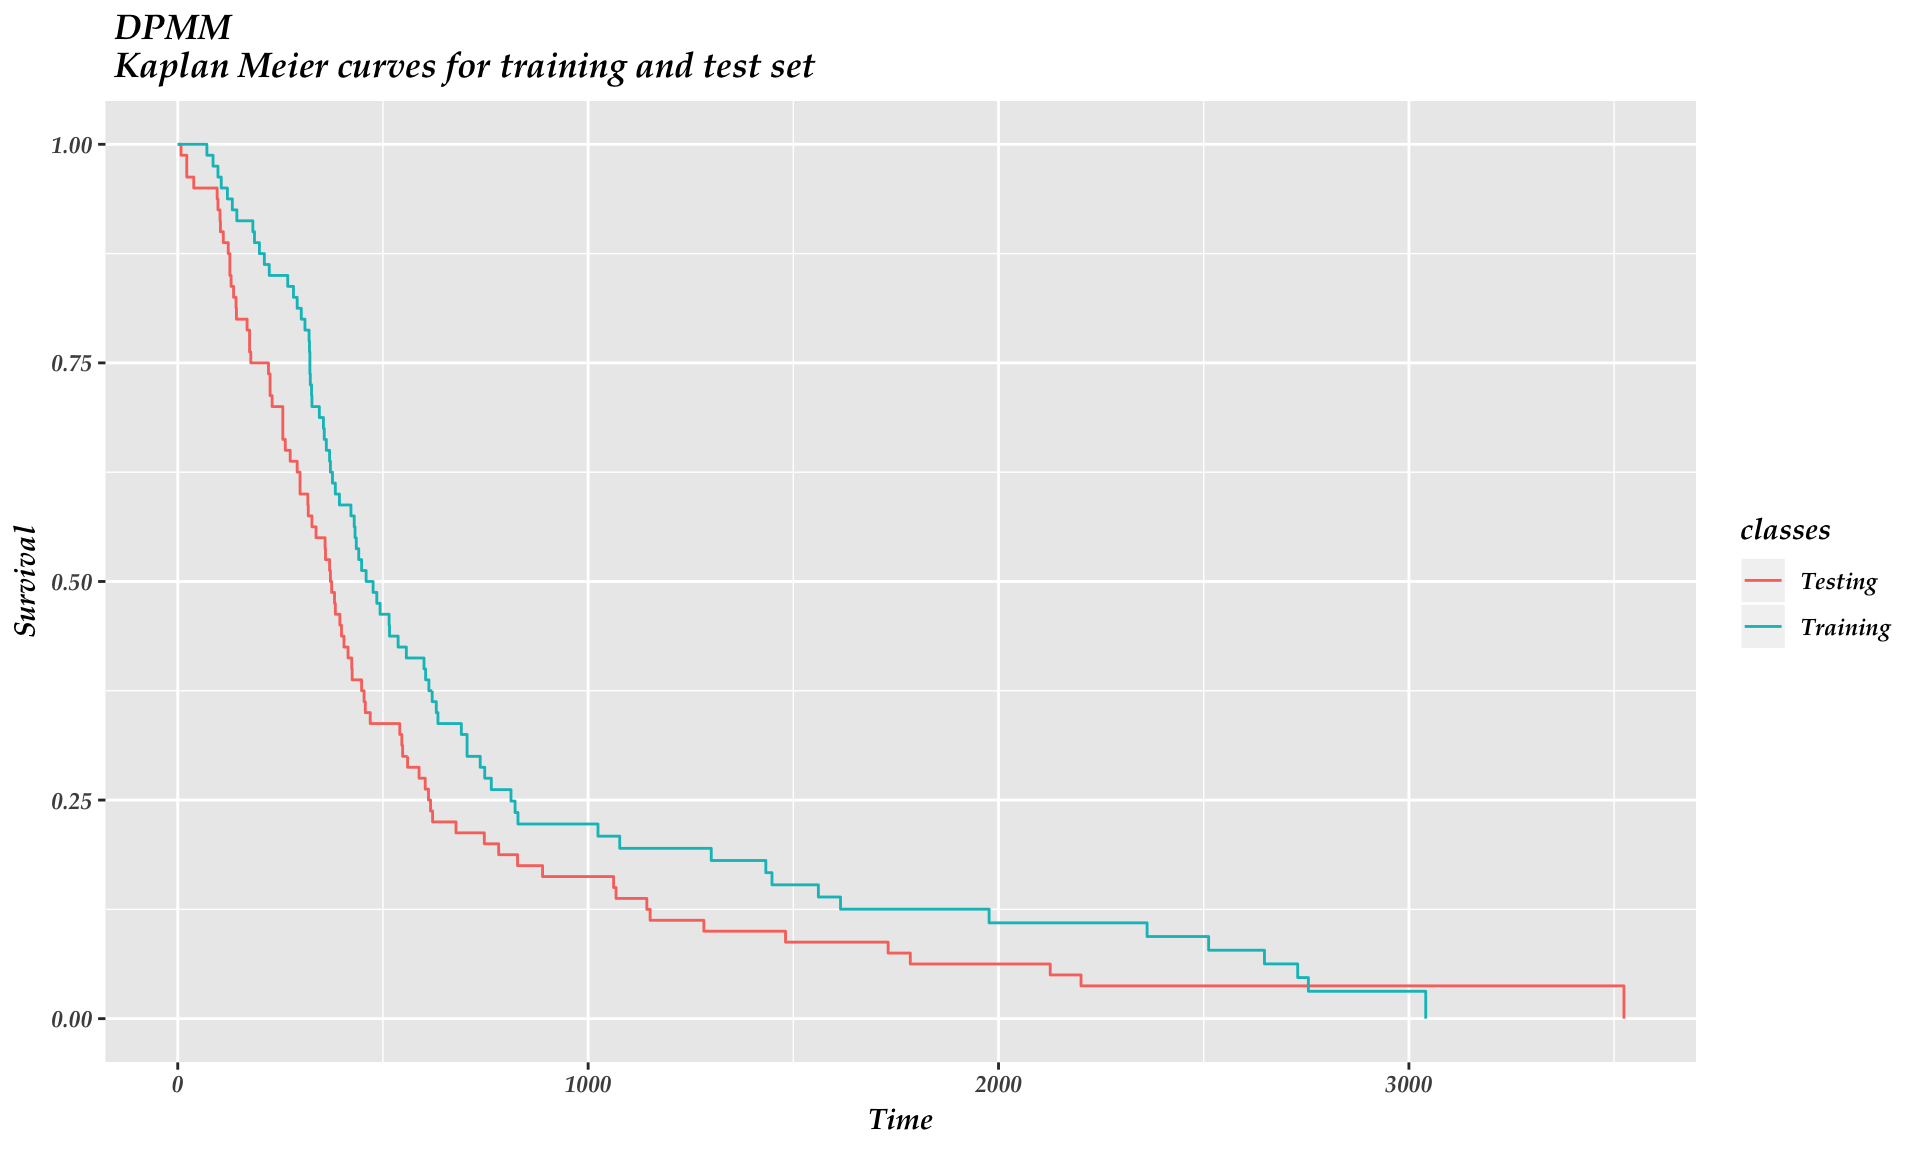 DPMM
Kaplan Meier curves for training and test set
1.00
0.75
0.50
0.25
0.00
Survival
0
1000
2000
3000
Time
classes
Testing
Training